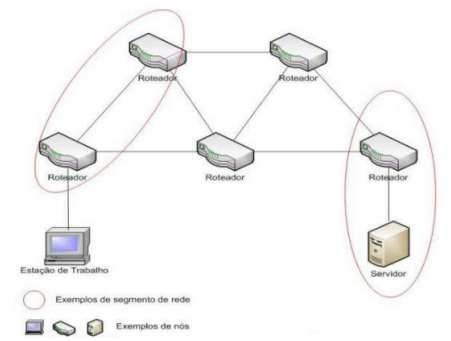 Roteador
Roteador
Roteador
Roteador
Roteador
Estação de Trabalho
Servidor
Exemplos de segmento de rede
Exemplos de nós